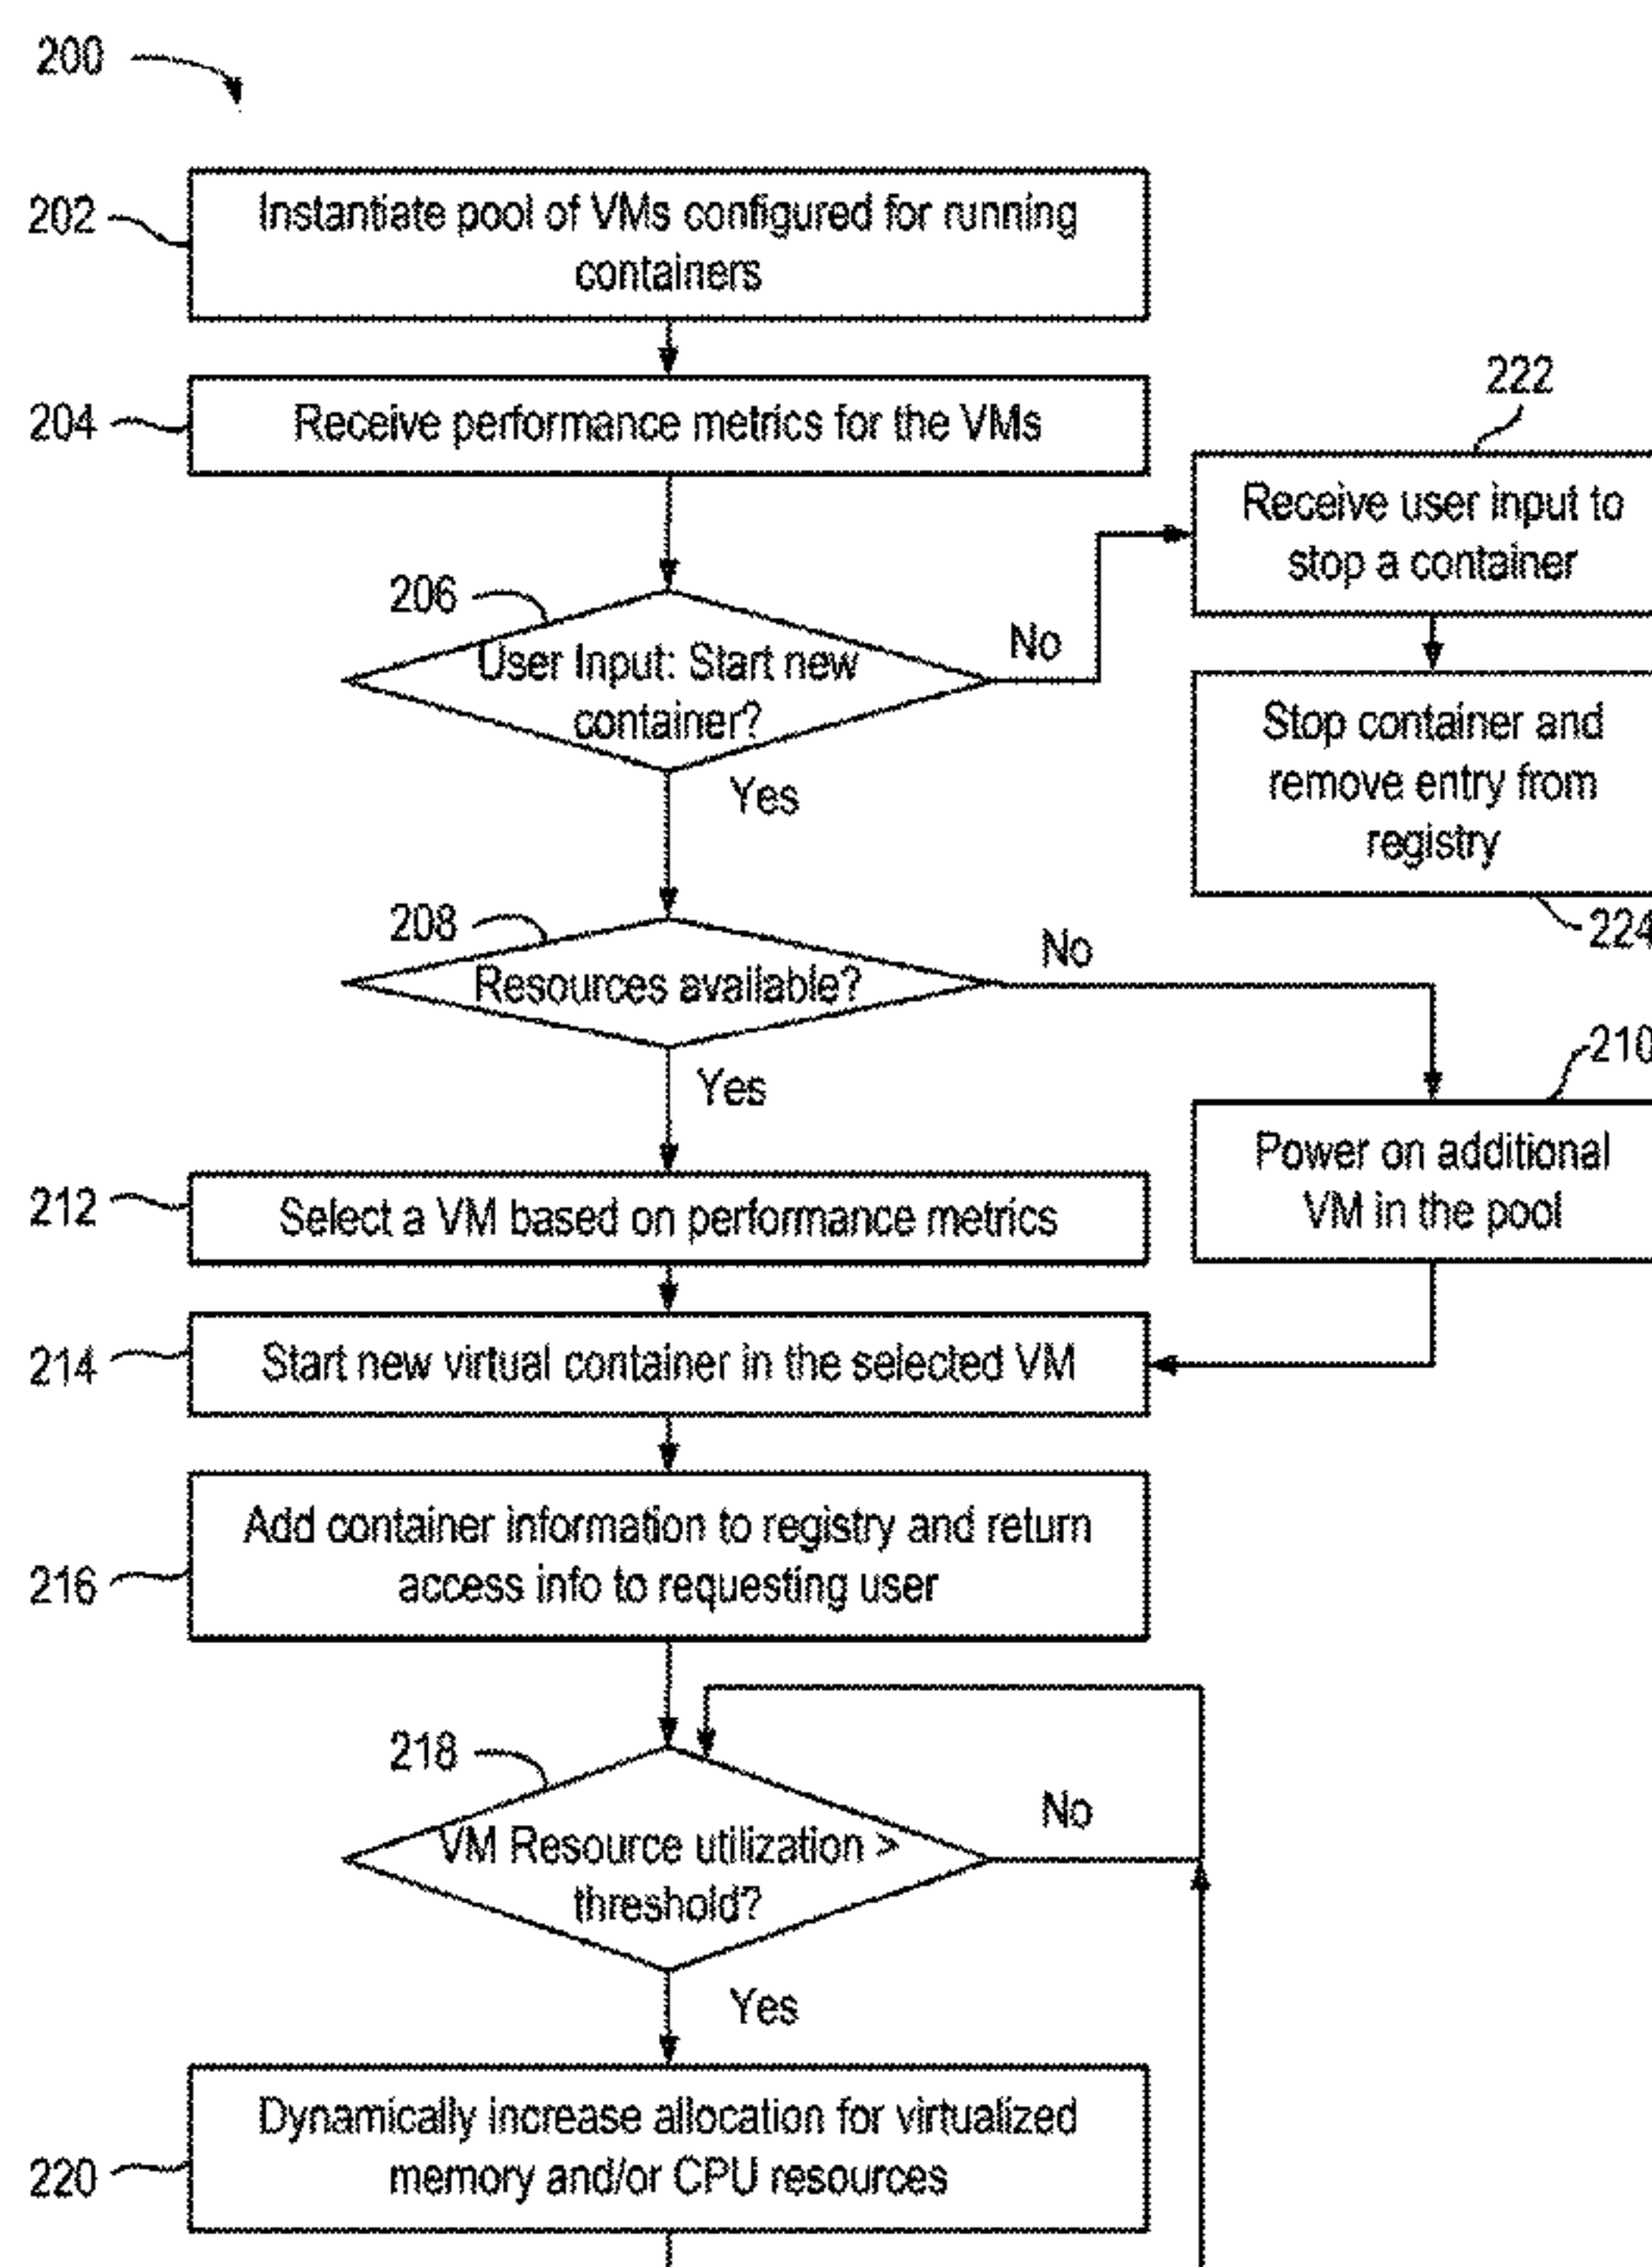 200
202
Instantiate pool of VMs configured for running
containers
204
Receive performance metrics for the VMs
222
Receive user input to
stop a container
206
User Input: Start new
container?
No
Yes
Stop container and
remove entry from
registry
224
208
Resources available?
No
Yes
210
Power on additional
VM in the pool
212
Select a VM based on performance metrics
214
Start new virtual container in the selected VM
216
Add container information to registry and return
access info to requesting user
218
VM Resource utilization >
threshold?
No
Yes
220
Dynamically increase allocation for virtualized
memory and/or CPU resources